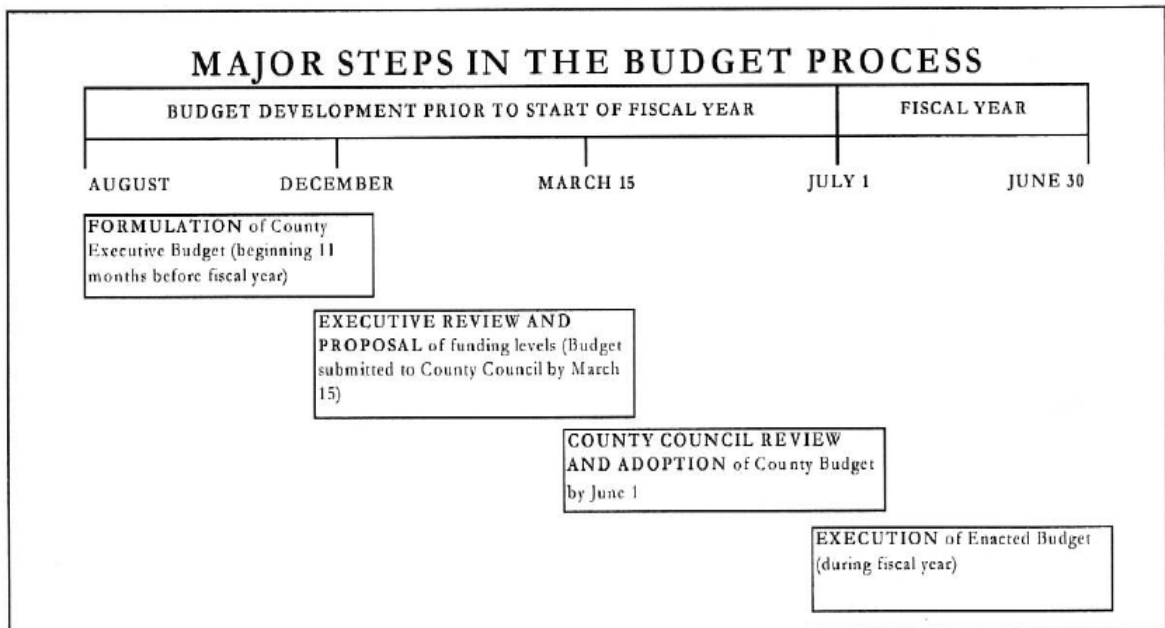 MAJOR STEPS IN THE BUDGET PROCESS
BUDGET DEVELOPMENT PRIOR TO START OF FISCAL YEAR
FISCAL YEAR
AUGUST
DECEMBER
MARCH 15
JULY 1
JUNE 30
FORMULATION of County
Executive Budget (beginning 11
months before fiscal year)
EXECUTIVE REVIEW AND
PROPOSAL of funding levels (Budget
submitted to County Council by March
15)
COUNTY COUNCIL REVIEW
AND ADOPTION of County Budget
by June 1
EXECUTION of Enacted Budget
(during fiscal year)